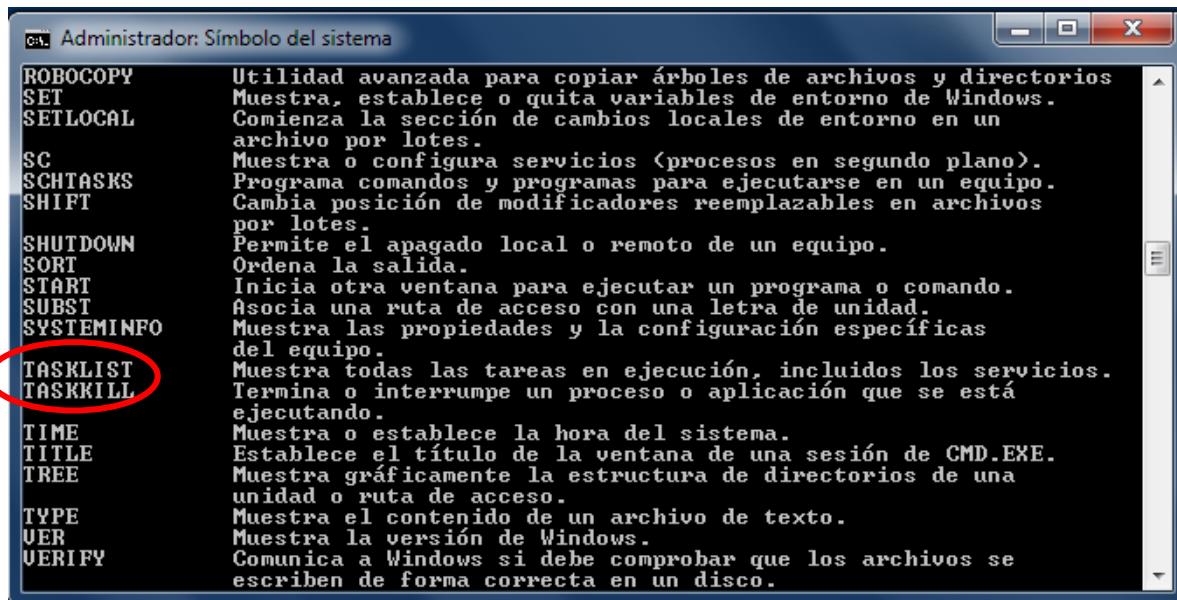 Administrador: Símbolo del sistema
ROBOCOPY Utilidad avanzada para copiar árboles de archivos y directorios
SET Muestra, establece o quita variables de entorno de Windows.
SETLOCAL Comienza la sección de cambios locales de entorno en un
archivo por lotes.
SC Muestra o configura servicios (procesos en segundo plano).
SCHTASKS Programa comandos y programas para ejecutarse en un equipo.
SHIFT Cambia posición de modificadores reemplazables en archivos
por lotes.
SHUTDOWN Permite el apagado local o remoto de un equipo.
SORT Ordena la salida.
START Inicia otra ventana para ejecutar un programa o comando.
SUBST Asocia una ruta de acceso con una letra de unidad.
SYSTEMINFO Muestra las propiedades y la configuración específicas
del equipo.
TASKLIST Muestra todas las tareas en ejecución, incluidos los servicios.
TASKKILL Termina o interrumpe un proceso o aplicación que se está
ejecutando.
TIME Muestra o establece la hora del sistema.
TITLE Establece el título de la ventana de una sesión de CMD.EXE.
TREE Muestra gráficamente la estructura de directorios de una
unidad o ruta de acceso.
TYPE Muestra el contenido de un archivo de texto.
VER Muestra la versión de Windows.
VERIFY Comunica a Windows si debe comprobar que los archivos se
escriben de forma correcta en un disco.